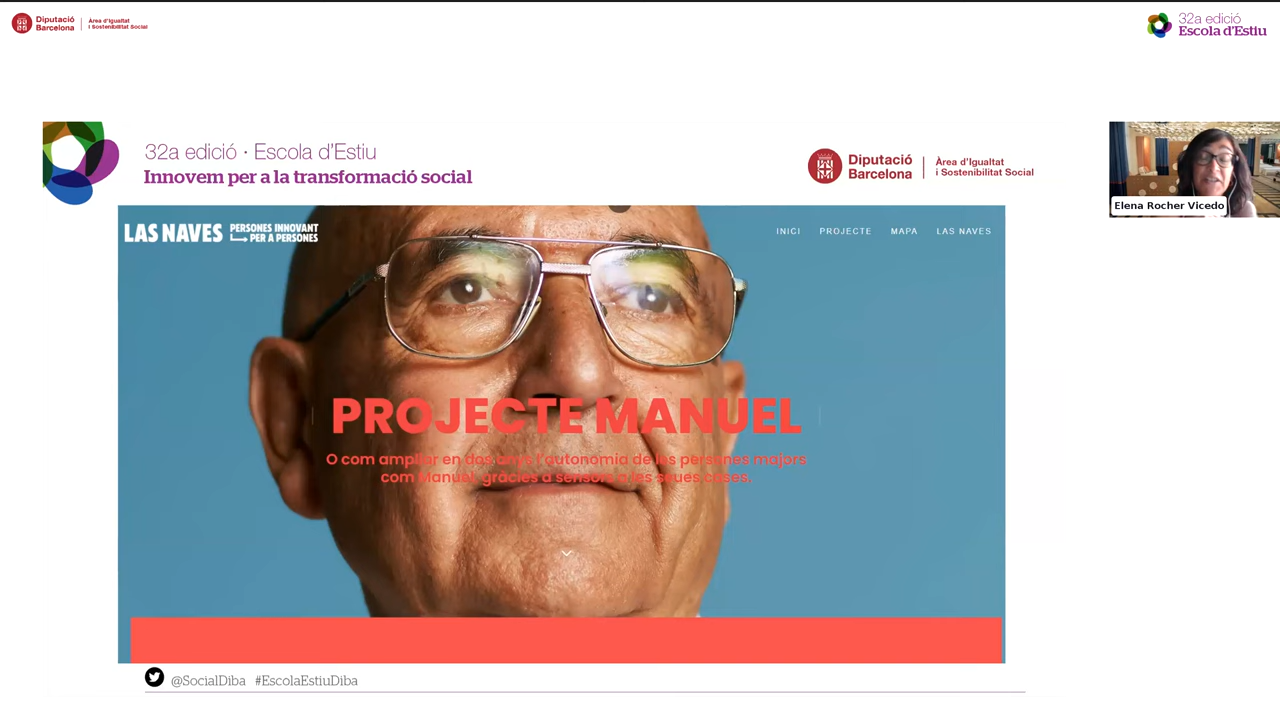 Diputació
Barcelona
Àrea d'Igualtat
i Sostenibilitat Social
32a edició
Escola d'Estiu
32a edició · Escola d'Estiu
Innovem per a la transformació social
Diputació
Barcelona
Àrea d'Igualtat
i Sostenibilitat Social
Elena Rocher Vicedo
LAS NAVES
PERSONES INNOVANT
PER A PERSONES
INICI PROJECTE MAPA LAS NAVES
PROJECTE MANUEL
O com ampliar en dos anys l'autonomia de les persones majors
com Manuel, gràcies a sensors a les seues cases.
@SocialDiba #EscolaEstiuDiba